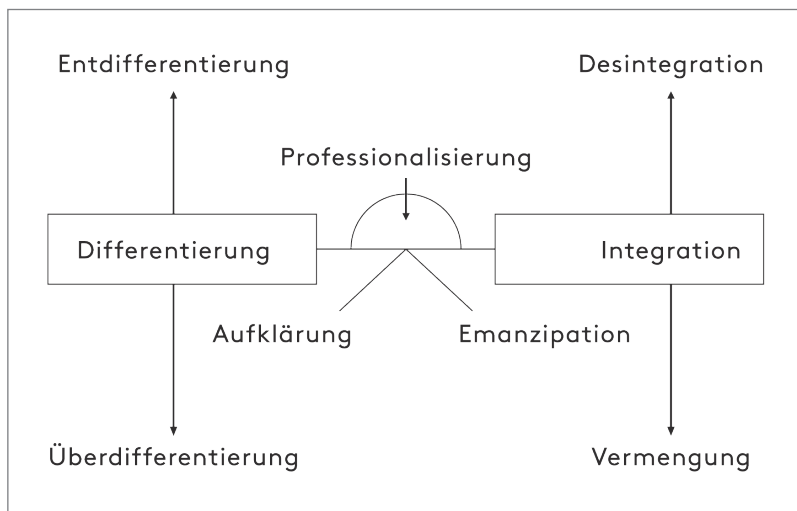 Entdifferentierung
Desintegration
Professionalisierung
Differentierung
Integration
Aufklärung
Emanzipation
Überdifferentierung
Vermengung